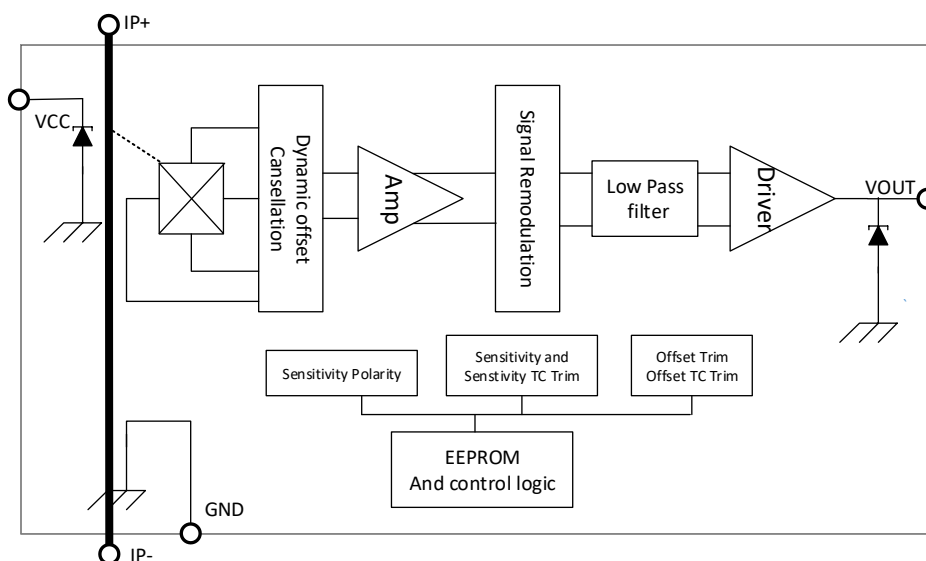 IP+
VCC
Dynamic offset
Cansellation
Amp
Signal Remodulation
Low Pass
filter
Driver
VOUT
Sensitivity Polarity
Sensitivity and
Senstivity TC Trim
Offset Trim
Offset TC Trim
EEPROM
And control logic
GND
IP-